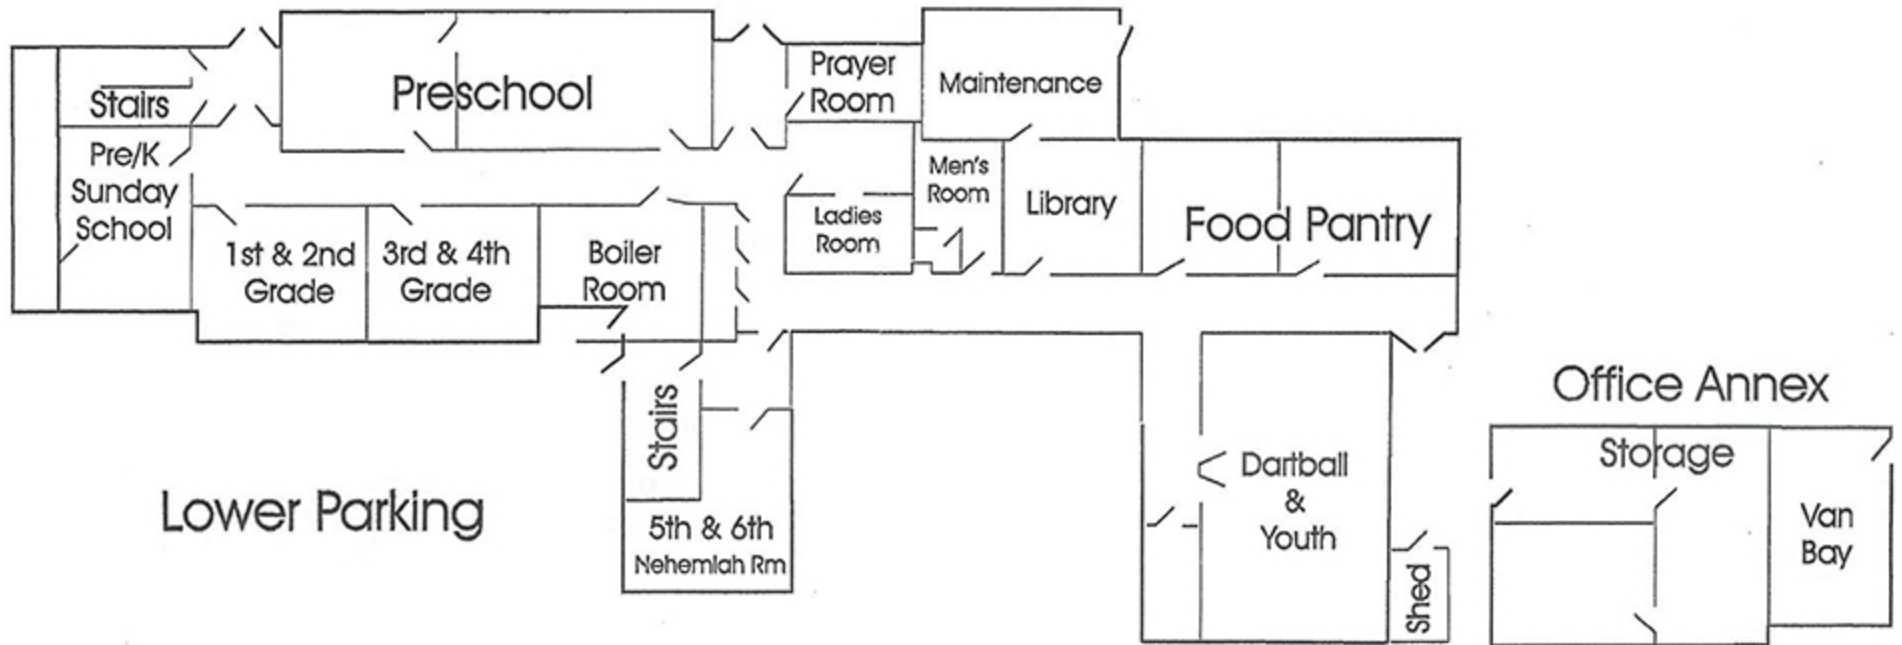 Preschool
Prayer
Room
Maintenance
Stairs
Pre/K
Sunday
School
Men's
Room
Library
Food Pantry
Ladies
Room
1st & 2nd
Grade
3rd & 4th
Grade
Boiler
Room
Stairs
5th & 6th
Nehemiah Rm
Lower Parking
Dartball
&
Youth
Shed
Office Annex
Storage
Van
Bay